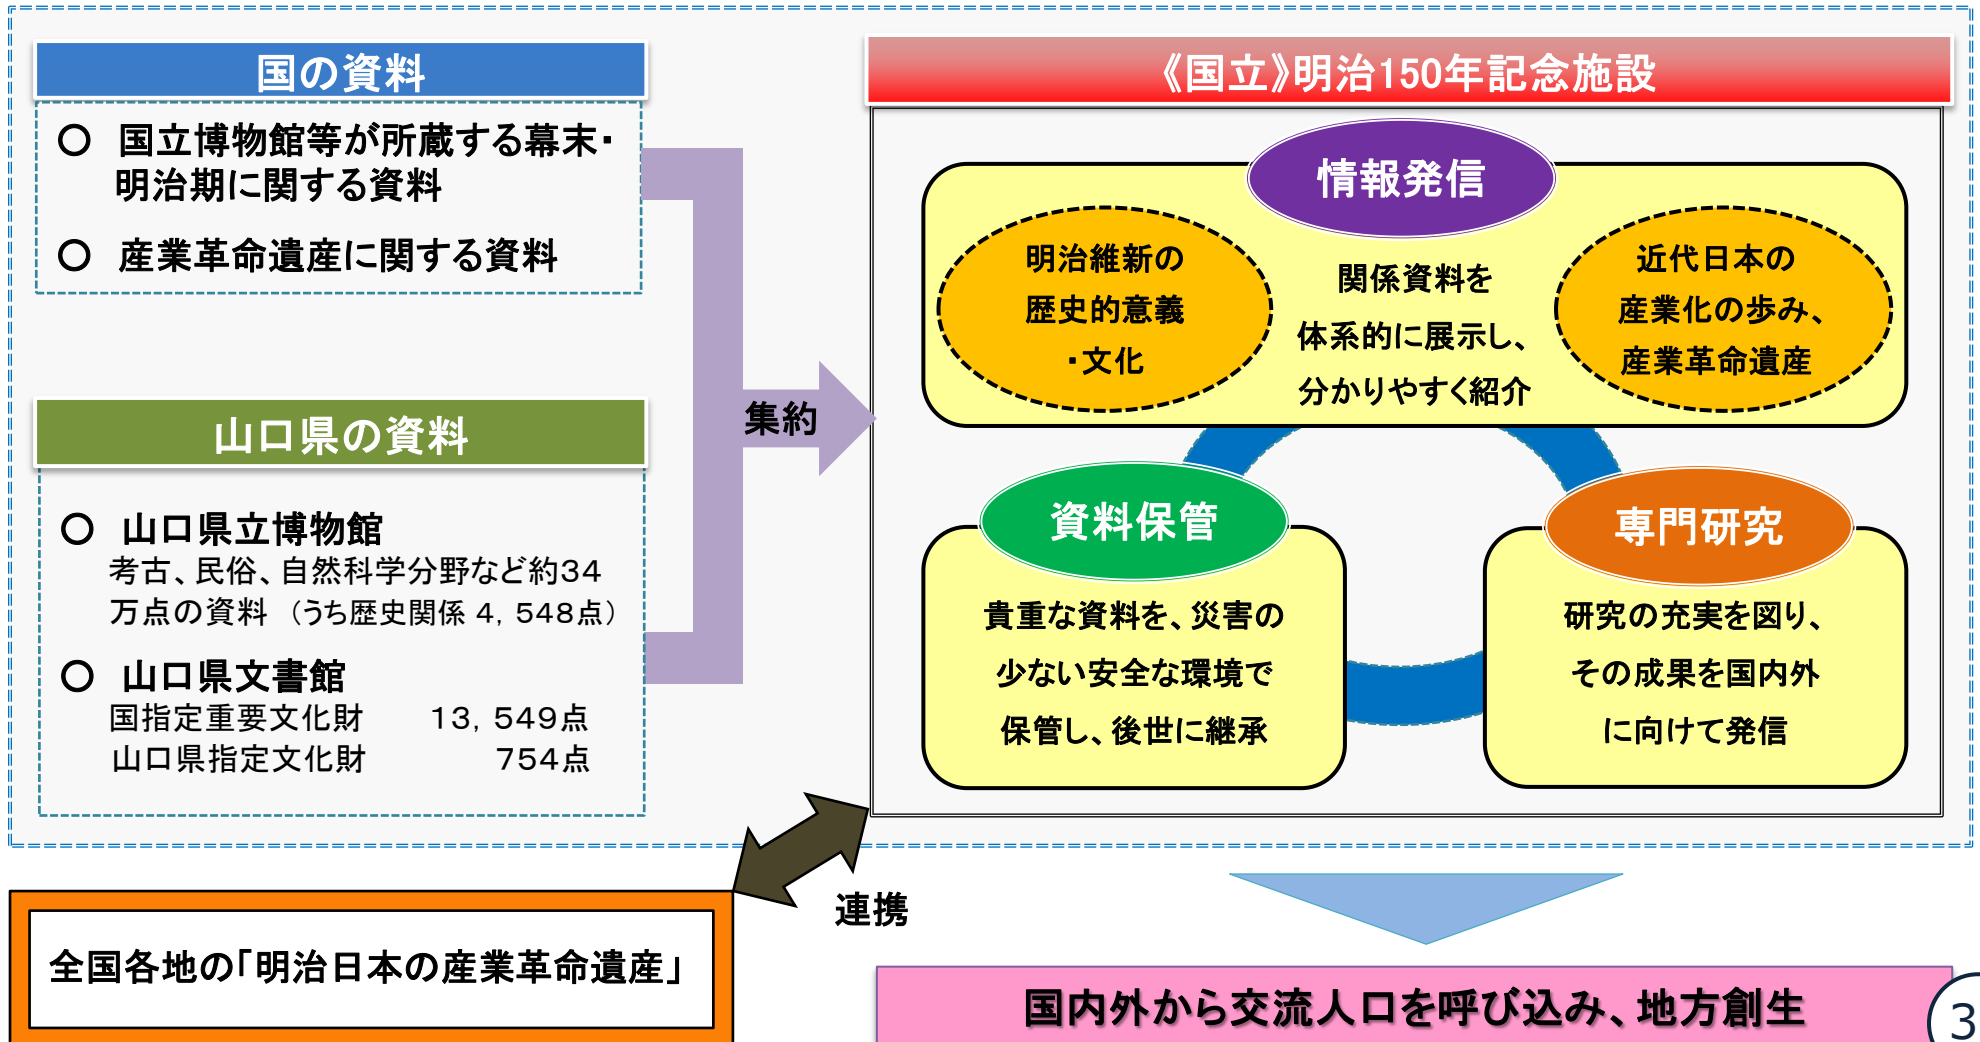 国の資料
○ 国立博物館等が所蔵する幕末・
明治期に関する資料
○ 産業革命遺産に関する資料
山口県の資料
○ 山口県立博物館
考古、民俗、自然科学分野など約34
万点の資料 (うち歴史関係 4,548点)
○ 山口県文書館
国指定重要文化財 13,549点
山口県指定文化財 754点
集約
《国立》明治150年記念施設
情報発信
明治維新の
歴史的意義
・文化
関係資料を
体系的に展示し、
分かりやすく紹介
近代日本の
産業化の歩み、
産業革命遺産
資料保管
貴重な資料を、災害の
少ない安全な環境で
保管し、後世に継承
専門研究
研究の充実を図り、
その成果を国内外
に向けて発信
連携
全国各地の「明治日本の産業革命遺産」
国内外から交流人口を呼び込み、地方創生
3